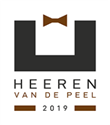 HEEREN
VAN DE PEEL
2019